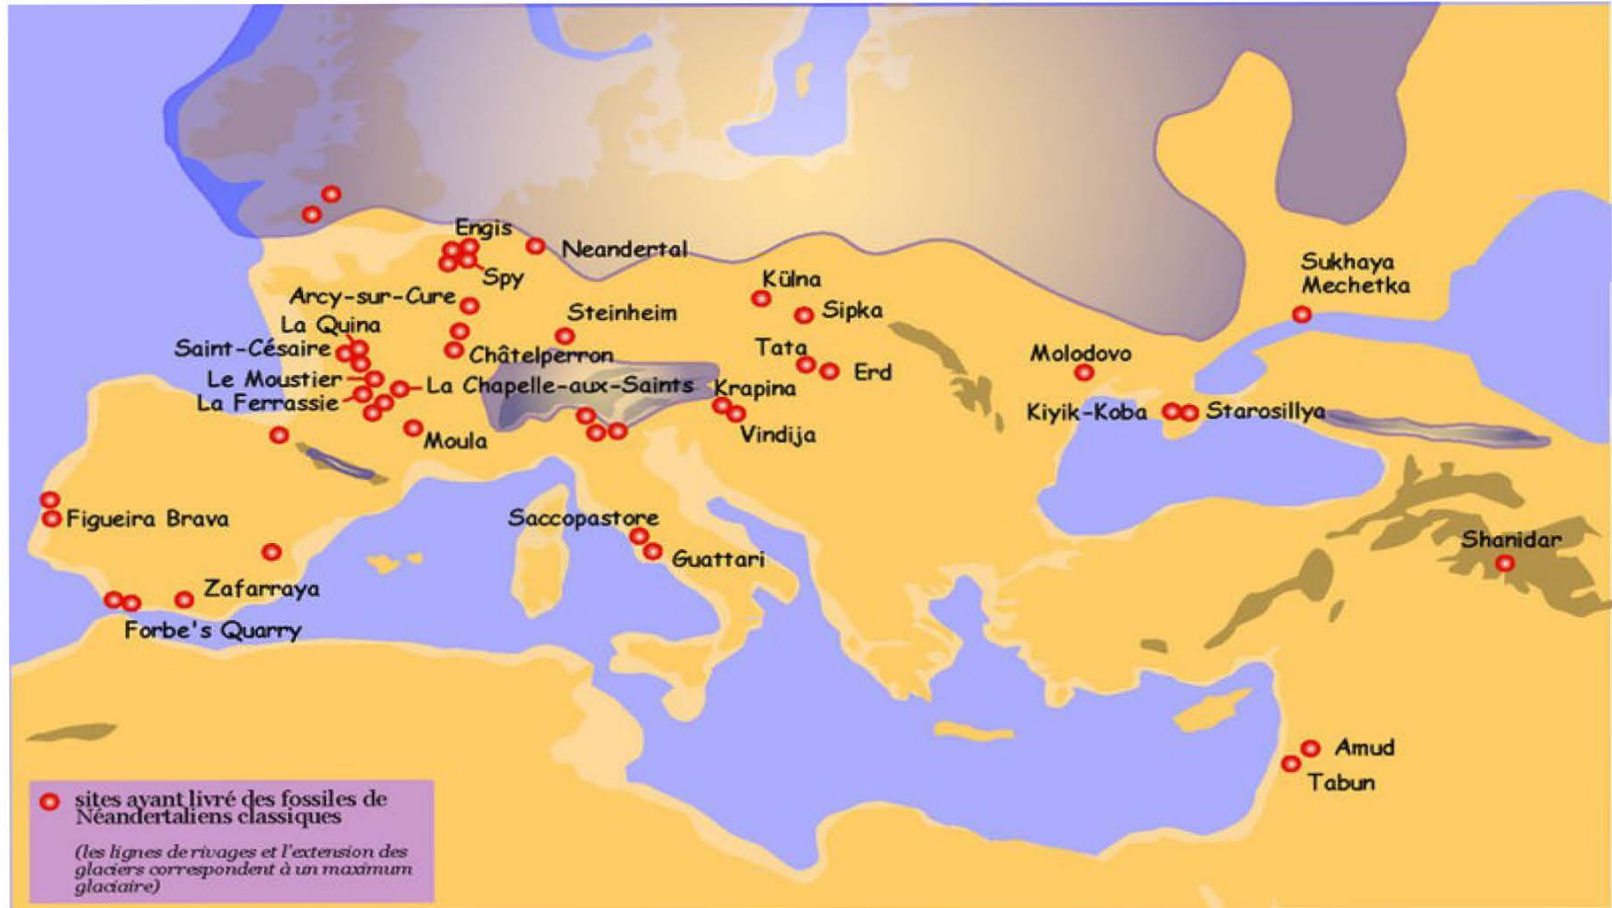 Engis
Neandertal
Spy
Arcy-sur-Cure
La Quina
Saint-Césaire
Châtelperron
Le Moustier
La Chapelle-aux-Saints
La Ferrassie
Moula
Steinheim
Külna
Sipka
Tata
Erd
Krapina
Vindija
Sukhaya
Mechetka
Molodovo
Kiyik-Koba
Starosillya
Figueira Brava
Zafarraya
Forbe's Quarry
Saccopastore
Guattari
Shanidar
Amud
Tabun
sites ayant livré des fossiles de
Néandertaliens classiques
(les lignes de rivages et l'extension des
glaciers correspondent à un maximum
glaciaire)